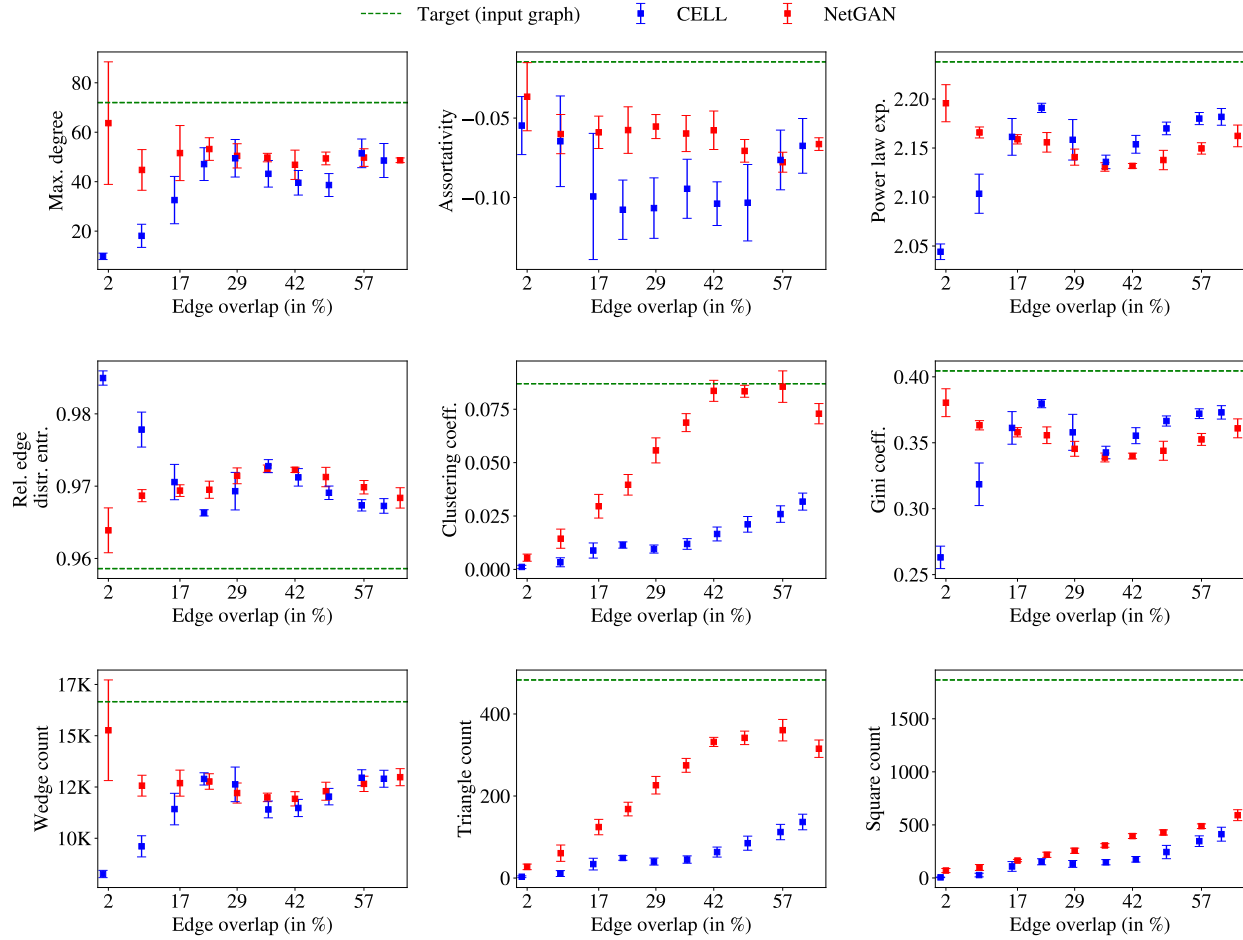 Target (input graph) CELL NetGAN
80
60
40
20
Max. degree
2 17 29 42 57
Edge overlap (in %)
−0.05
−0.10
Assortativity
2 17 29 42 57
Edge overlap (in %)
2.20
2.15
2.10
2.05
Power law exp.
2 17 29 42 57
Edge overlap (in %)
0.98
0.97
0.96
Rel. edge
distr. entr.
2 17 29 42 57
Edge overlap (in %)
0.075
0.050
0.025
0.000
Clustering coeff.
2 17 29 42 57
Edge overlap (in %)
0.40
0.35
0.30
0.25
Gini coeff.
2 17 29 42 57
Edge overlap (in %)
17K
15K
12K
10K
Wedge count
2 17 29 42 57
Edge overlap (in %)
400
200
0
Triangle count
2 17 29 42 57
Edge overlap (in %)
1500
1000
500
0
Square count
2 17 29 42 57
Edge overlap (in %)